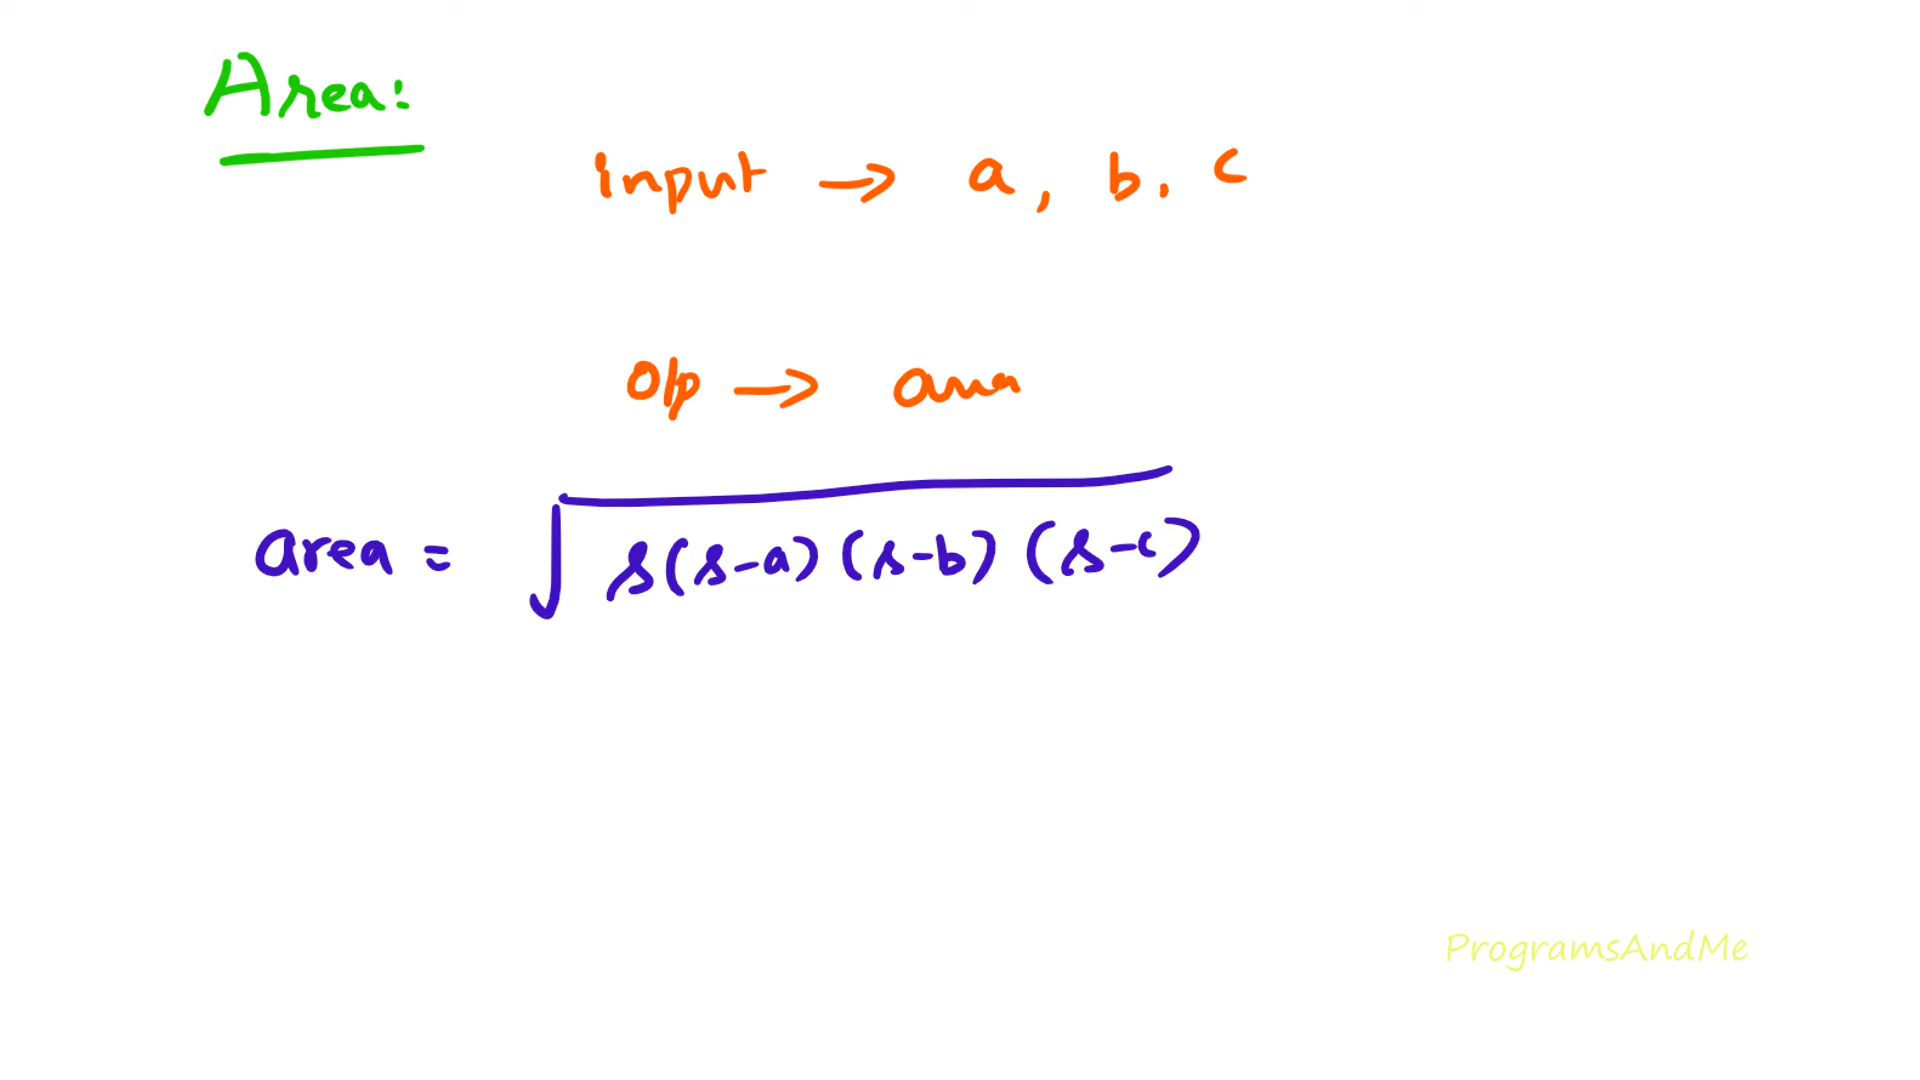 Area:
input → a, b, c
o/p → area
area = √s(s-a)(s-b)(s-c)
ProgramsAndMe